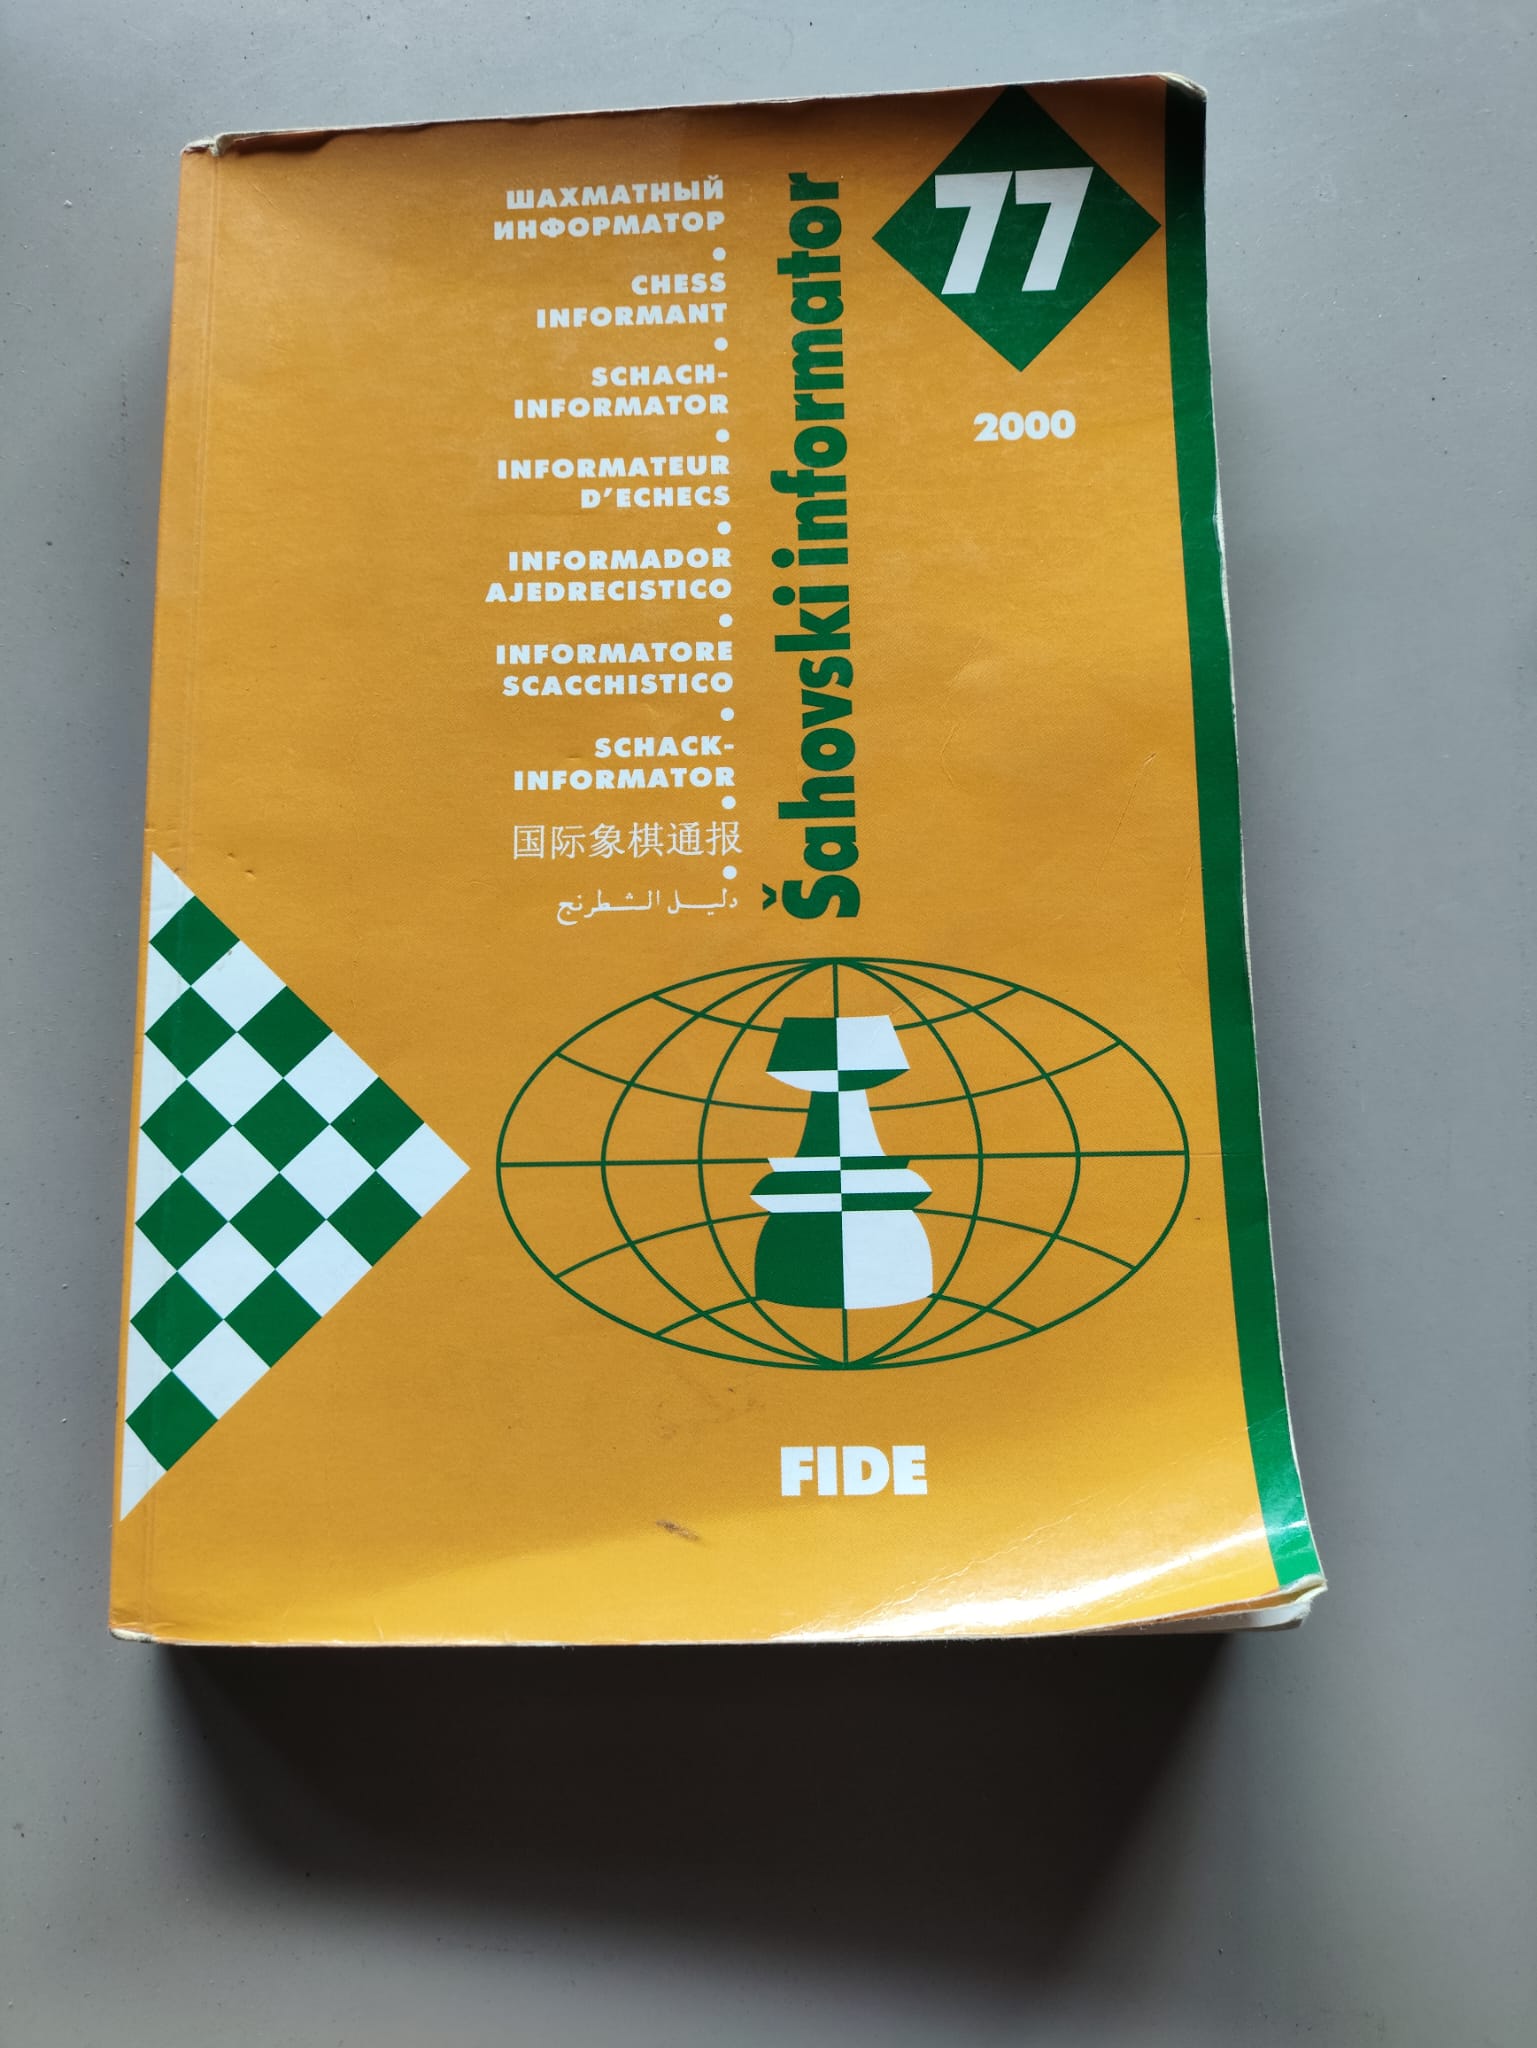 77
2000
Šahovski informator
ШАХМАТНЫЙ
ИНФОРМАТОР
•
CHESS
INFORMANT
•
SCHACH-
INFORMATOR
•
INFORMATEUR
D'ECHECS
•
INFORMADOR
AJEDRECISTICO
•
INFORMATORE
SCACCHISTICO
•
SCHACK-
INFORMATOR
•
国际象棋通报
•
دليل الشطرنج
FIDE